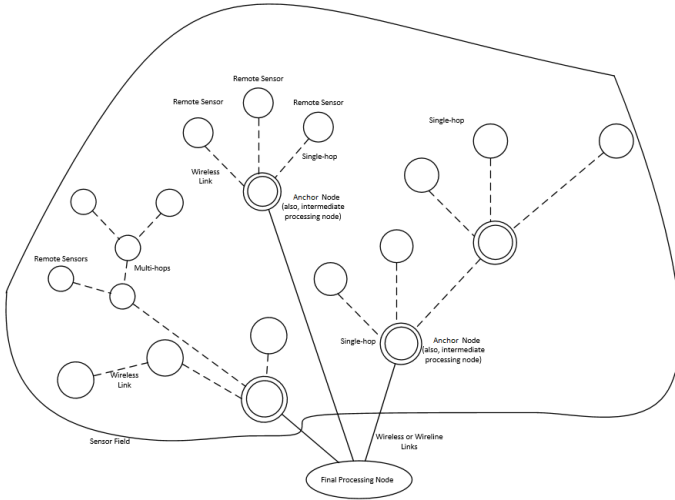 Remote Sensor
Remote Sensor
Remote Sensor
Single-hop
Single-hop
Wireless
Link
Anchor Node
(also, intermediate
processing node)
Remote Sensors
Multi-hops
Single-hop
Anchor Node
(also, intermediate
processing node)
Wireless
Link
Sensor Field
Wireless or Wireline
Links
Final Processing Node